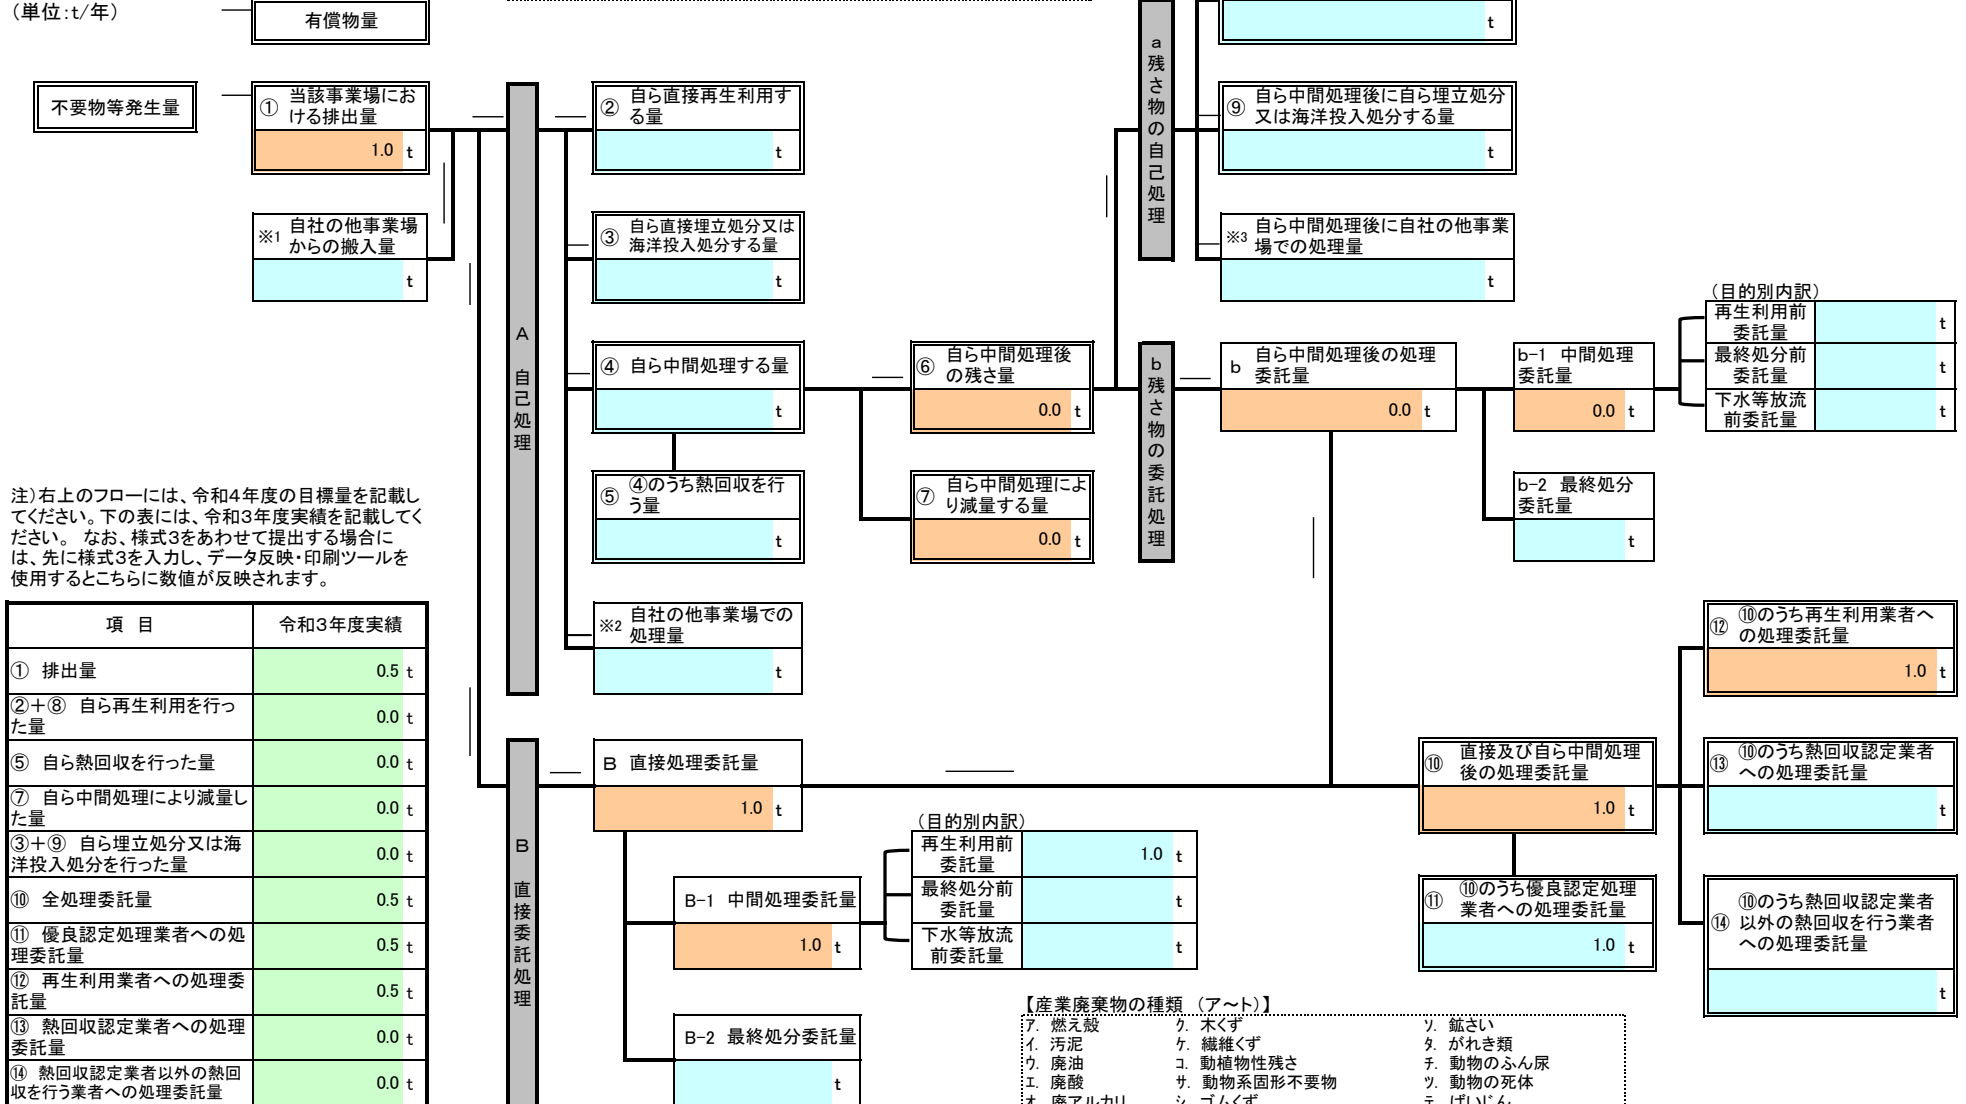 （単位：t/年）
有償物量
t
不要物等発生量
① 当該事業場にお
ける排出量
1.0 t
※1 自社の他事業場
からの搬入量
t
A 自己処理
② 自ら直接再生利用す
る量
t
③ 自ら直接埋立処分又は
海洋投入処分する量
t
④ 自ら中間処理する量
t
⑤ ④のうち熱回収を行
う量
t
※2 自社の他事業場での
処理量
t
⑥ 自ら中間処理後
の残さ量
0.0 t
⑦ 自ら中間処理によ
り減量する量
0.0 t
a 残さ物の自己処理
⑨ 自ら中間処理後に自ら埋立処分
又は海洋投入処分する量
t
※3 自ら中間処理後に自社の他事業
場での処理量
t
b 残さ物の委託処理
b 自ら中間処理後の処理
委託量
0.0 t
b-1 中間処理
委託量
0.0 t
b-2 最終処分
委託量
t
（目的別内訳）
再生利用前
委託量
t
最終処分前
委託量
t
下水等放流
前委託量
t
注）右上のフローには、令和４年度の目標量を記載し
てください。下の表には、令和３年度実績を記載してく
ださい。 なお、様式３をあわせて提出する場合に
は、先に様式３を入力し、データ反映・印刷ツールを
使用するとこちらに数値が反映されます。
項 目 令和３年度実績
① 排出量 0.5 t
②＋⑧ 自ら再生利用を行っ
た量 0.0 t
⑤ 自ら熱回収を行った量 0.0 t
⑦ 自ら中間処理により減量し
た量 0.0 t
③＋⑨ 自ら埋立処分又は海
洋投入処分を行った量 0.0 t
⑩ 全処理委託量 0.5 t
⑪ 優良認定処理業者への処
理委託量 0.5 t
⑫ 再生利用業者への処理委
託量 0.5 t
⑬ 熱回収認定業者への処理
委託量 0.0 t
⑭ 熱回収認定業者以外の熱回
収を行う業者への処理委託量 0.0 t
B 直接委託処理
B 直接処理委託量
1.0 t
B-1 中間処理委託量
1.0 t
B-2 最終処分委託量
t
（目的別内訳）
再生利用前
委託量
1.0 t
最終処分前
委託量
t
下水等放流
前委託量
t
⑩ 直接及び自ら中間処理
後の処理委託量
1.0 t
⑪ ⑩のうち優良認定処理
業者への処理委託量
1.0 t
⑫ ⑩のうち再生利用業者へ
の処理委託量
1.0 t
⑬ ⑩のうち熱回収認定業者
への処理委託量
t
⑭ ⑩のうち熱回収認定業者
以外の熱回収を行う業者
への処理委託量
t
【産業廃棄物の種類 （ア～ト）】
ア. 燃え殻 ク. 木くず ソ. 鉱さい
イ. 汚泥 ケ. 繊維くず タ. がれき類
ウ. 廃油 コ. 動植物性残さ チ. 動物のふん尿
エ. 廃酸 サ. 動物系固形不要物 ツ. 動物の死体
オ. 廃アルカリ シ. ゴムくず テ. ばいじん